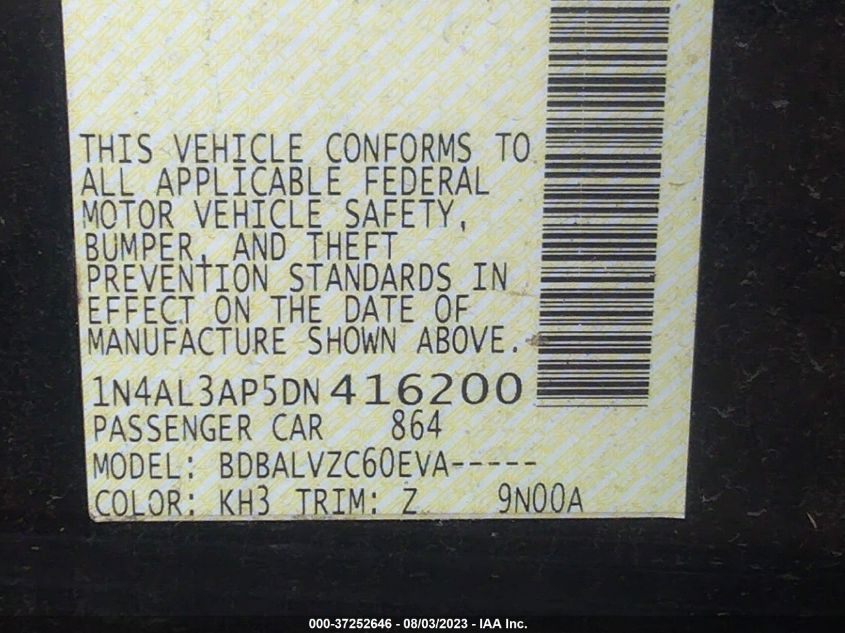 THIS VEHICLE CONFORMS TO
ALL APPLICABLE FEDERAL
MOTOR VEHICLE SAFETY,
BUMPER, AND THEFT
PREVENTION STANDARDS IN
EFFECT ON THE DATE OF
MANUFACTURE SHOWN ABOVE.
1N4AL3AP5DN 416200
PASSENGER CAR 864
MODEL: BDBALVZC60EVA-----
COLOR: KH3 TRIM: Z 9N00A
000-37252646 - 08/03/2023 - IAA Inc.